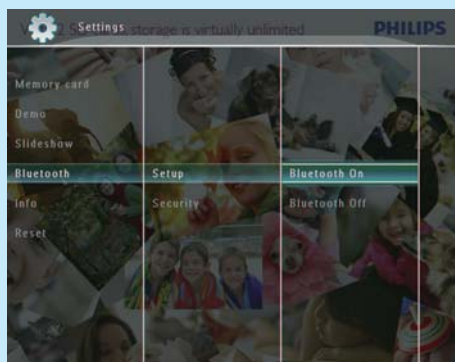 Settings
storage is virtually unlimited
PHILIPS
Memory card
Demo
Slideshow
Bluetooth
Info
Reset
Setup
Security
Bluetooth On
Bluetooth Off